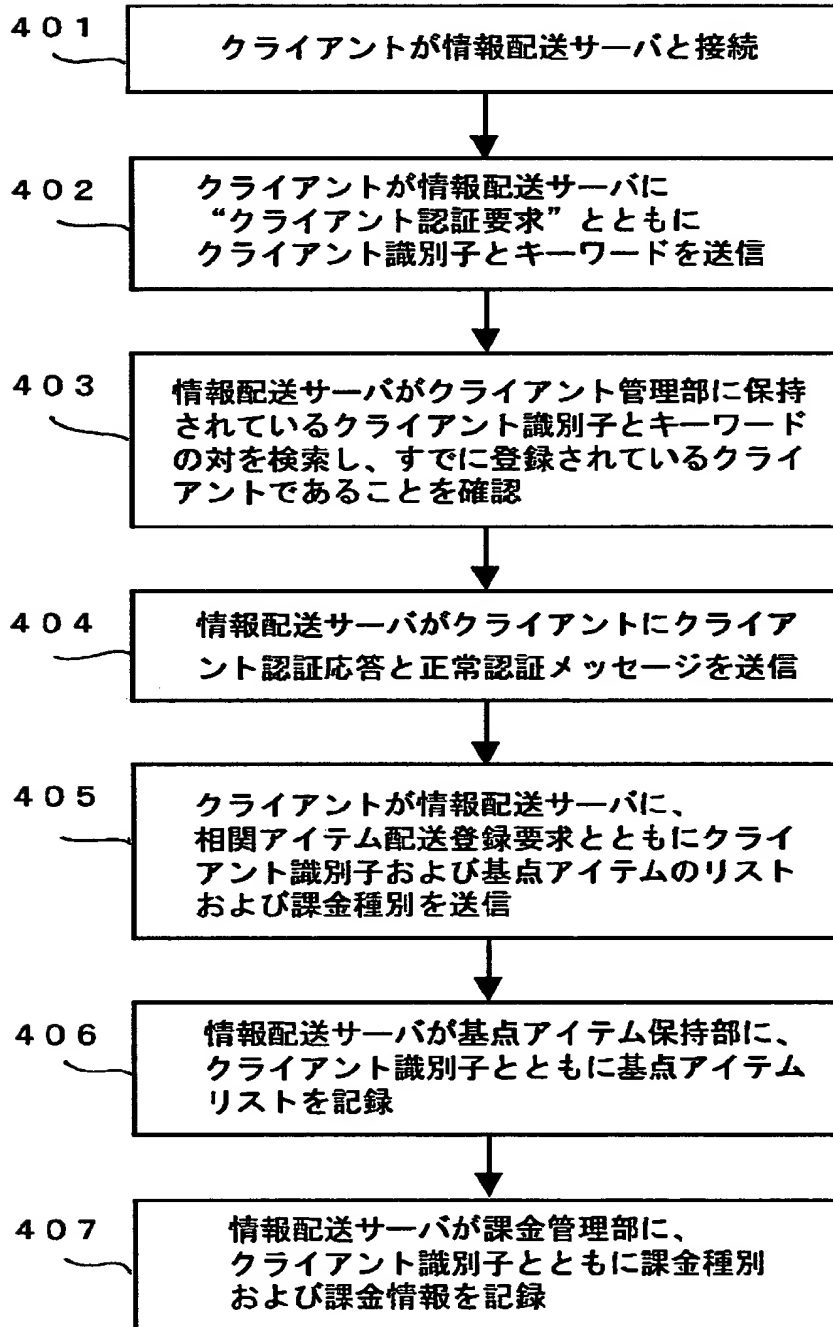 401
クライアントが情報配送サーバと接続
402
クライアントが情報配送サーバに
“クライアント認証要求”とともに
クライアント識別子とキーワードを送信
403
情報配送サーバがクライアント管理部に保持
されているクライアント識別子とキーワード
の対を検索し、すでに登録されているクライ
アントであることを確認
404
情報配送サーバがクライアントにクライア
ント認証応答と正常認証メッセージを送信
405
クライアントが情報配送サーバに、
相関アイテム配送登録要求とともにクライ
アント識別子および基点アイテムのリスト
および課金種別を送信
406
情報配送サーバが基点アイテム保持部に、
クライアント識別子とともに基点アイテム
リストを記録
407
情報配送サーバが課金管理部に、
クライアント識別子とともに課金種別
および課金情報を記録